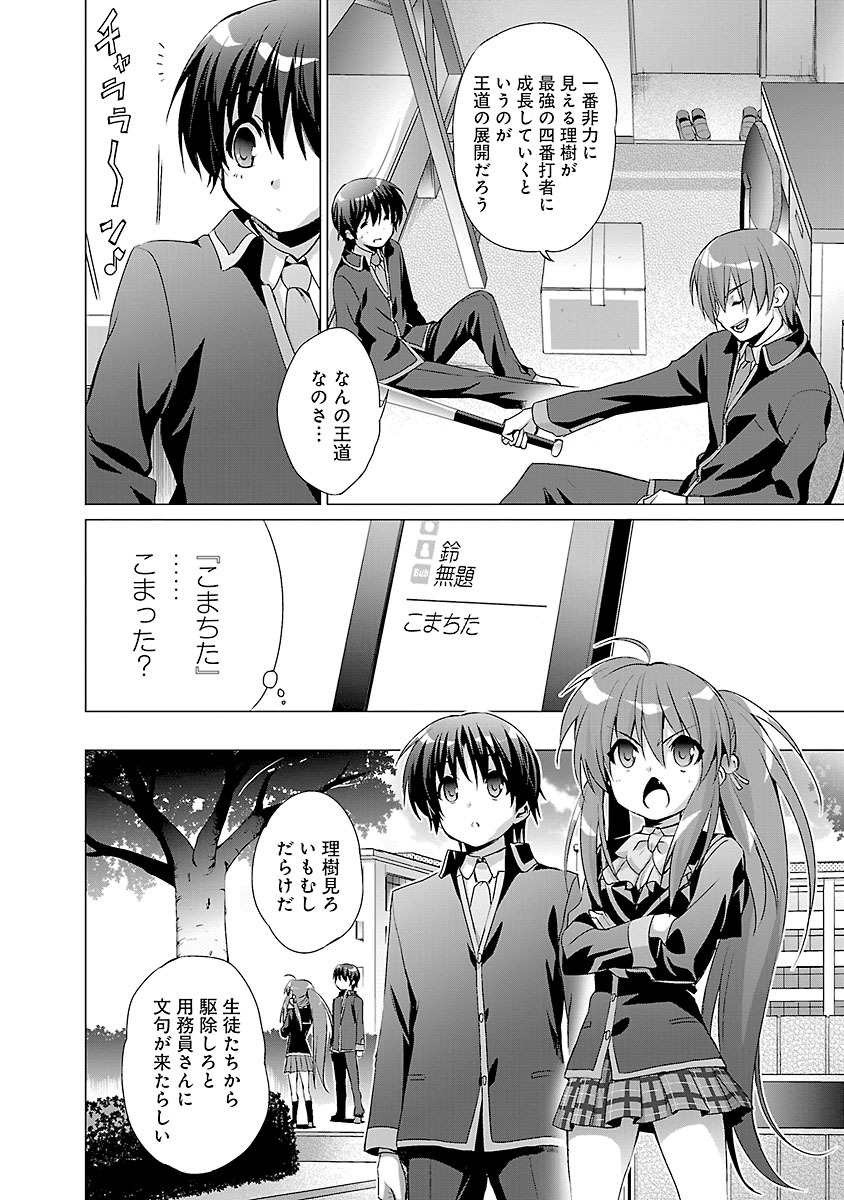 一番非力に
見える理樹が
最強の四番打者に
成長していくと
いうのが
王道の展開だろう
なんの王道
なのさ…
チャララ〜ン♪
鈴
無題
こまちた
『こまちた』
……
こまった？
理樹見ろ
いもむし
だらけだ
生徒たちから
駆除しろと
用務員さんに
文句が来たらしい